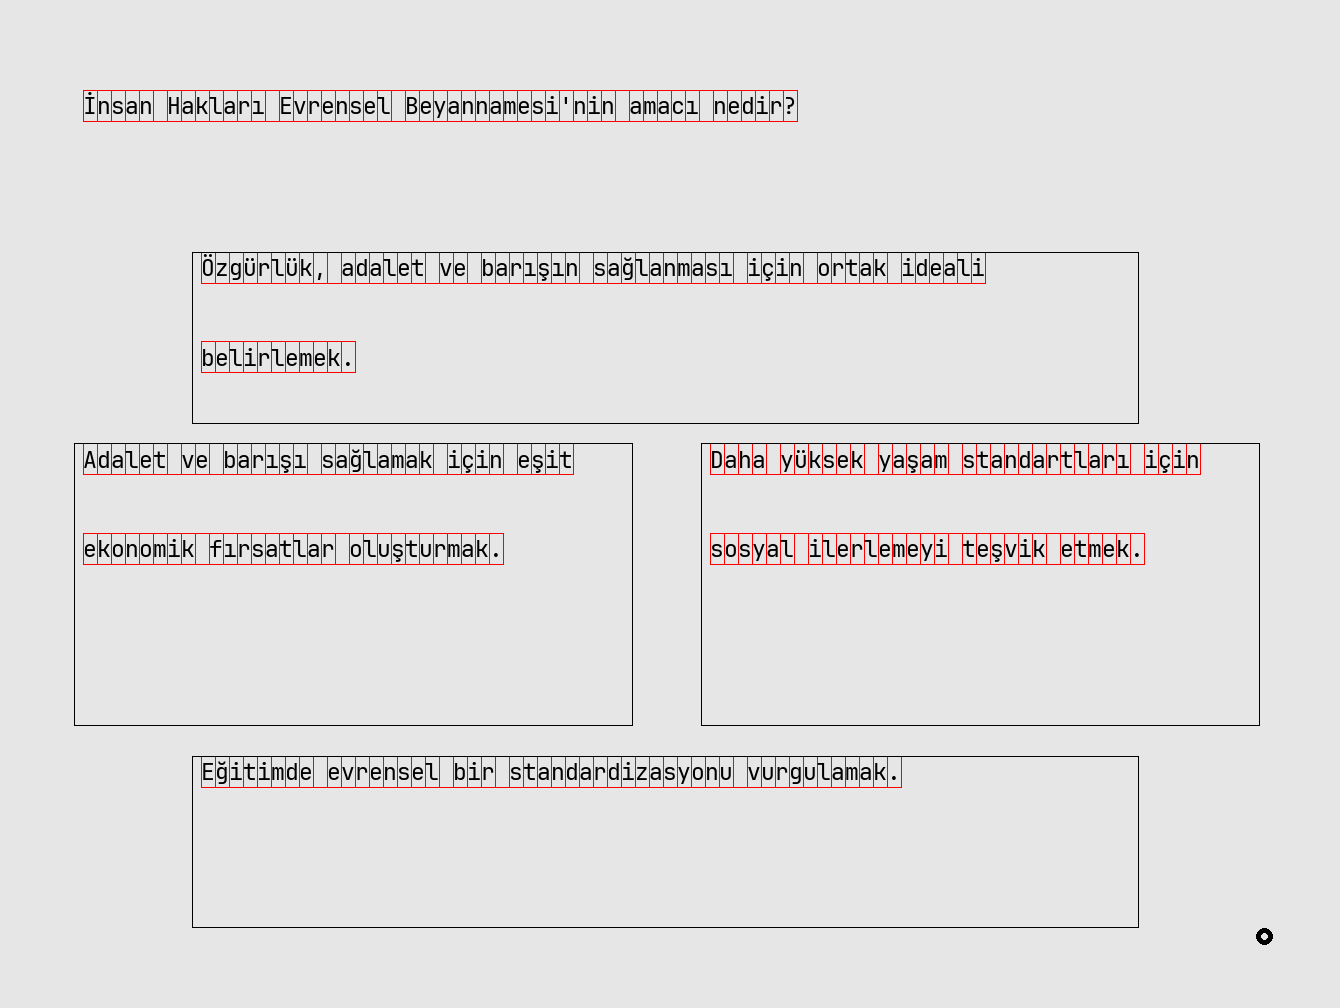 İnsan Hakları Evrensel Beyannamesi'nin amacı nedir?
Özgürlük, adalet ve barışın sağlanması için ortak ideali
belirlemek.
Adalet ve barışı sağlamak için eşit
ekonomik fırsatlar oluşturmak.
Daha yüksek yaşam standartları için
sosyal ilerlemeyi teşvik etmek.
Eğitimde evrensel bir standardizasyonu vurgulamak.